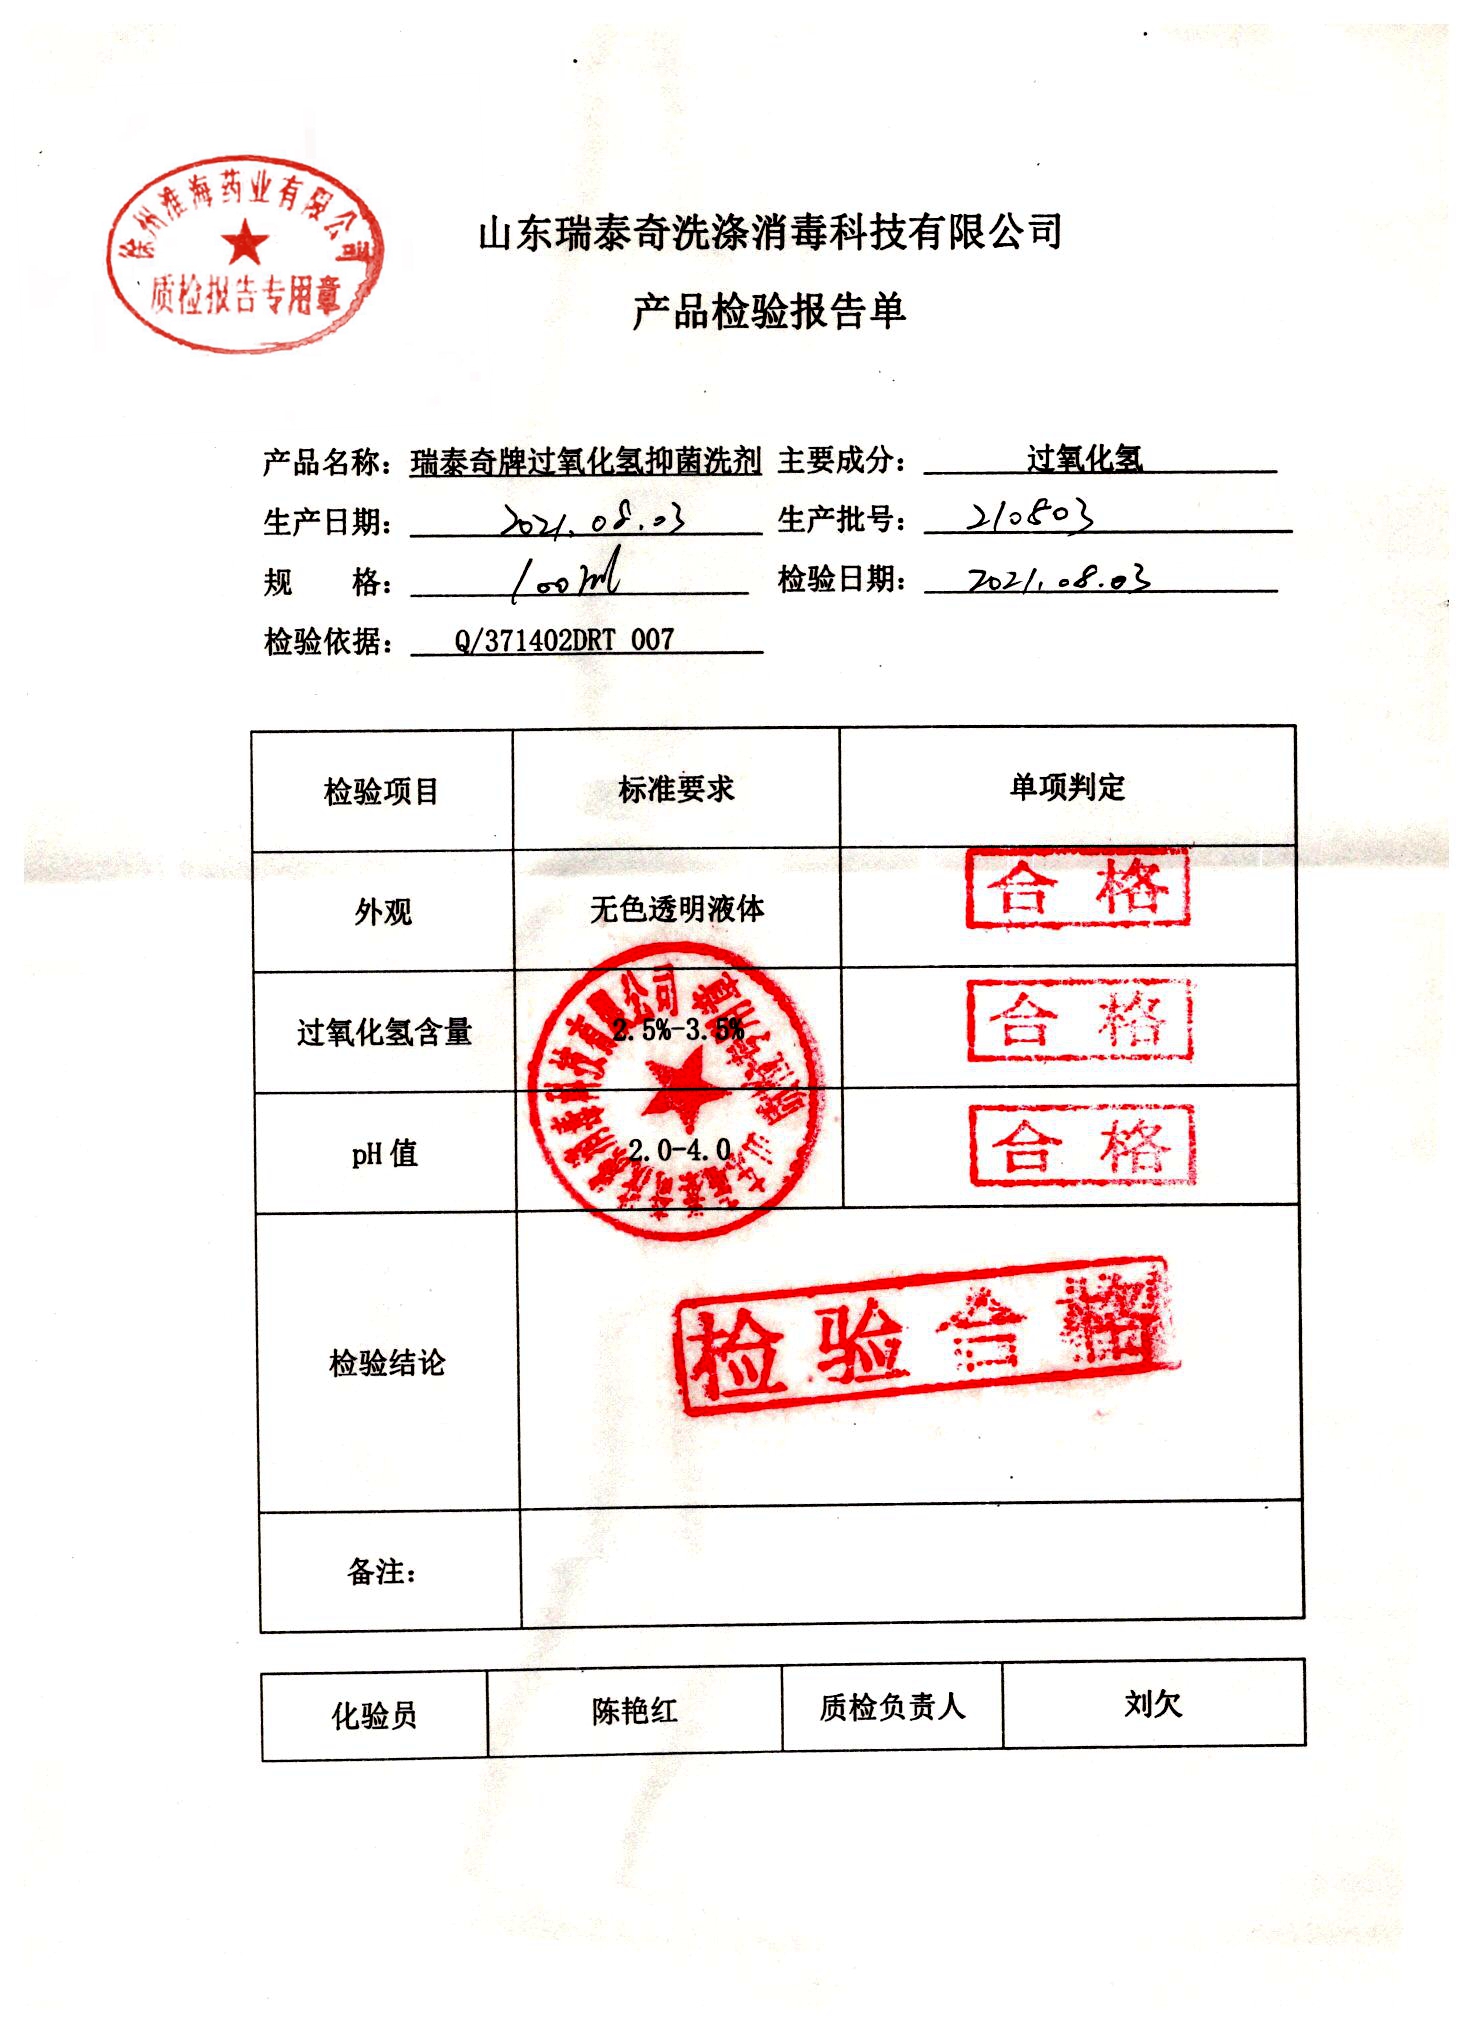 徐州淮海药业有限公司
质检报告专用章
山东瑞泰奇洗涤消毒科技有限公司
产品检验报告单
产品名称：瑞泰奇牌过氧化氢抑菌洗剂 主要成分：过氧化氢
生产日期：2021.08.03 生产批号：210803
规 格：100ml 检验日期：2021.08.03
检验依据：Q/371402DRT 007
检验项目 标准要求 单项判定
外观 无色透明液体 合格
过氧化氢含量 2.5%-3.5% 合格
pH值 2.0-4.0 合格
检验结论 检验合格
备注：
化验员 陈艳红 质检负责人 刘欠